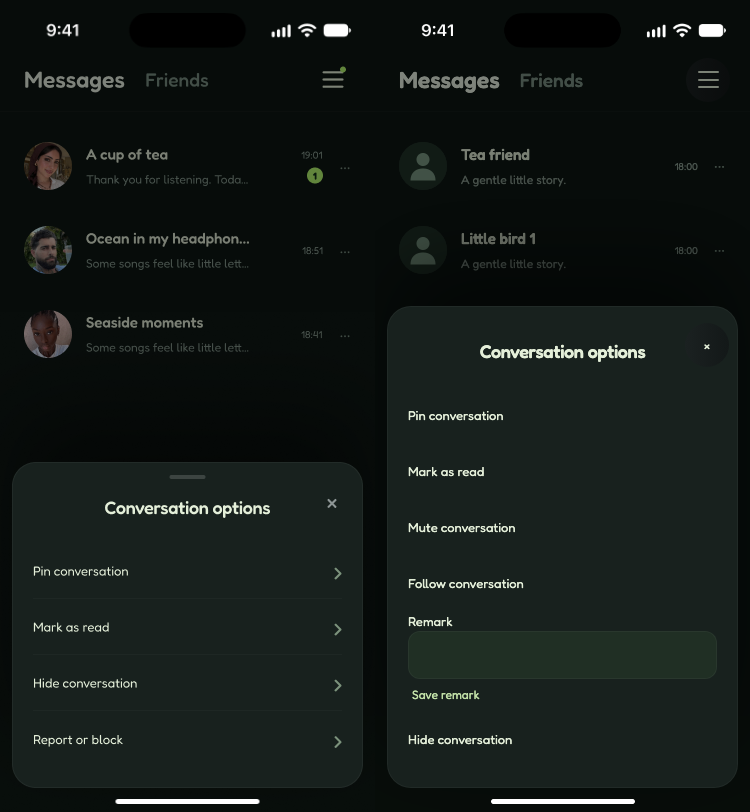 9:41
Messages Friends
A cup of tea
19:01
Thank you for listening. Toda...
1
Ocean in my headphon...
18:51
Some songs feel like little lett...
Seaside moments
18:41
Some songs feel like little lett...
Conversation options
Pin conversation
Mark as read
Hide conversation
Report or block
9:41
Messages Friends
Tea friend
18:00
A gentle little story.
Little bird 1
18:00
A gentle little story.
Conversation options
Pin conversation
Mark as read
Mute conversation
Follow conversation
Remark
Save remark
Hide conversation